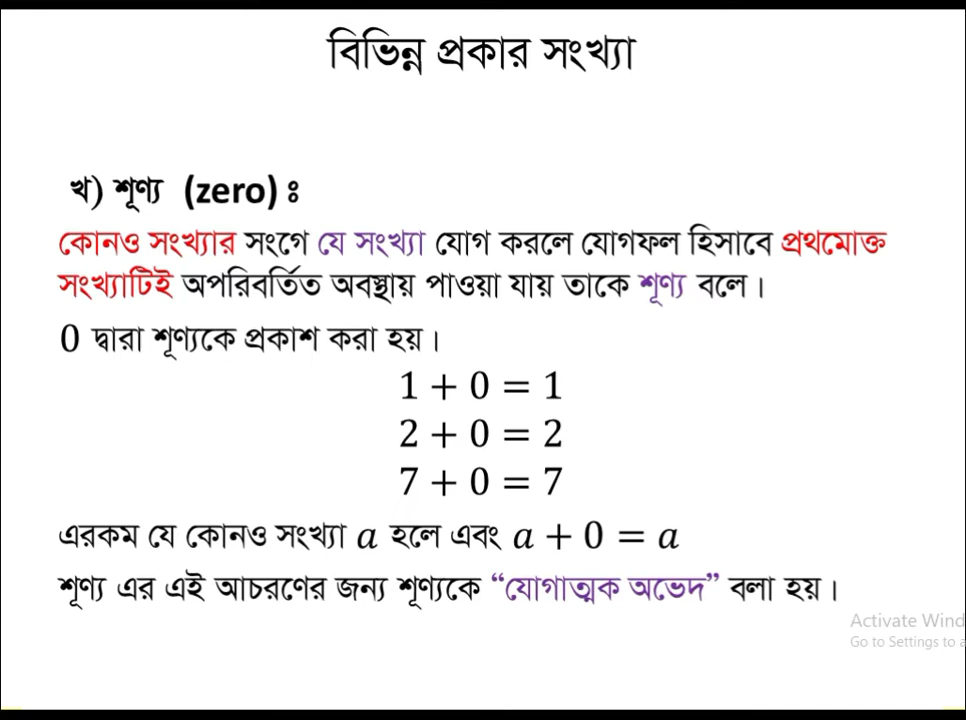 বিভিন্ন প্রকার সংখ্যা
খ) শূণ্য (zero) ঃ
কোনও সংখ্যার সংগে যে সংখ্যা যোগ করলে যোগফল হিসাবে প্রথমোক্ত
সংখ্যাটিই অপরিবর্তিত অবস্থায় পাওয়া যায় তাকে শূণ্য বলে।
0 দ্বারা শূণ্যকে প্রকাশ করা হয়।
1 + 0 = 1
2 + 0 = 2
7 + 0 = 7
এরকম যে কোনও সংখ্যা a হলে এবং a + 0 = a
শূণ্য এর এই আচরণের জন্য শূণ্যকে “যোগাত্মক অভেদ” বলা হয়।
Activate Wind
Go to Settings to a